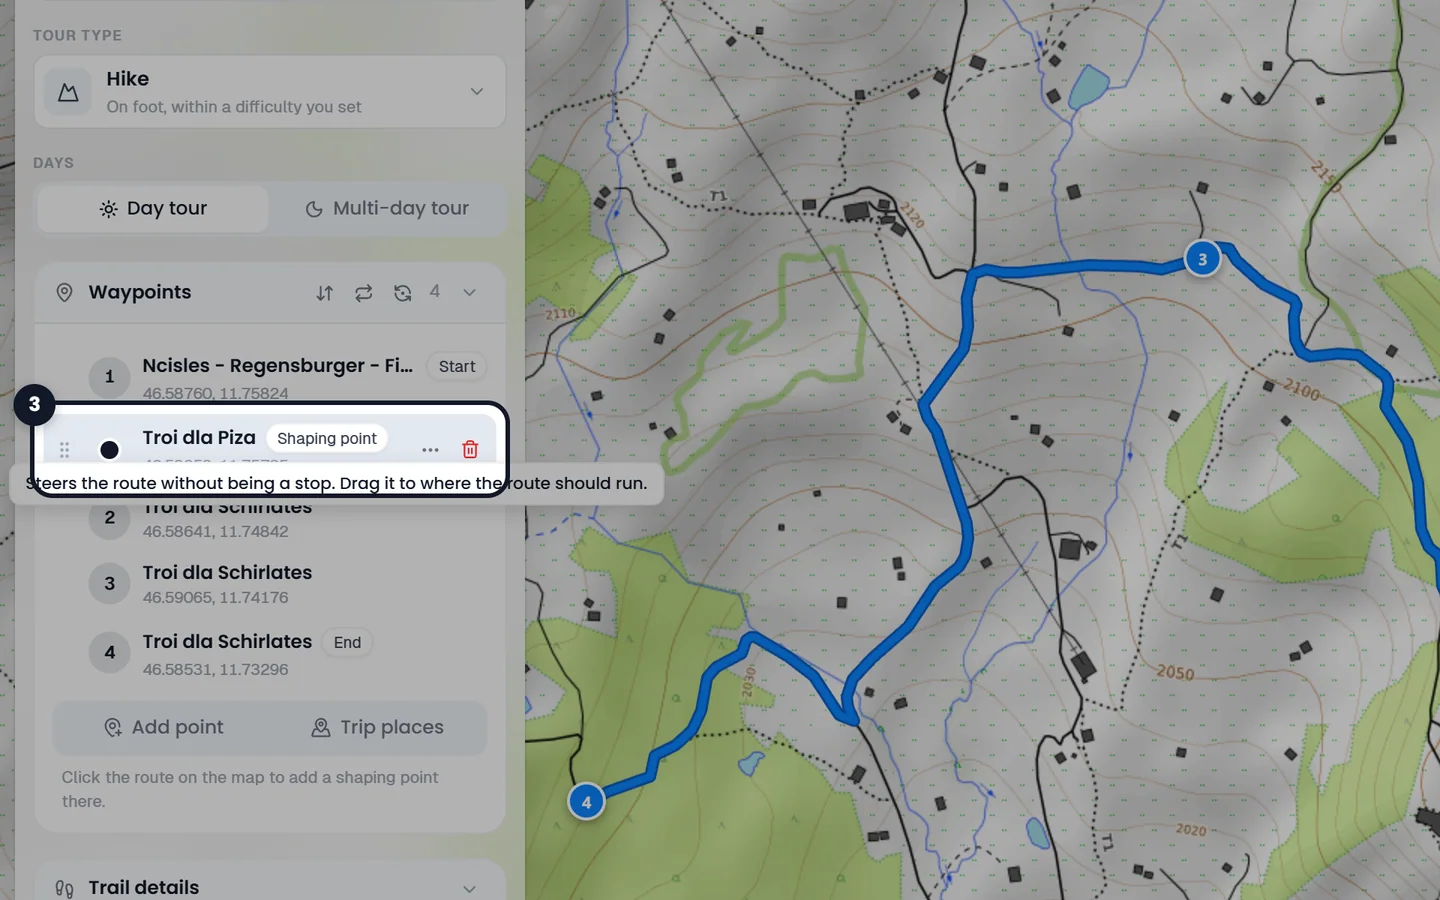 TOUR TYPE
Hike
On foot, within a difficulty you set
DAYS
Day tour
Multi-day tour
Waypoints
4
1
Ncisles - Regensburger - Fi...
Start
46.58760, 11.75824
3
Troi dla Piza
Shaping point
Steers the route without being a stop. Drag it to where the route should run.
2
Troi dla Schirlates
46.58641, 11.74842
3
Troi dla Schirlates
46.59065, 11.74176
4
Troi dla Schirlates
End
46.58531, 11.73296
Add point
Trip places
Click the route on the map to add a shaping point
there.
Trail details
2150
T1
2120
3
2110
2100
T1
2050
2030
4
2020
T1